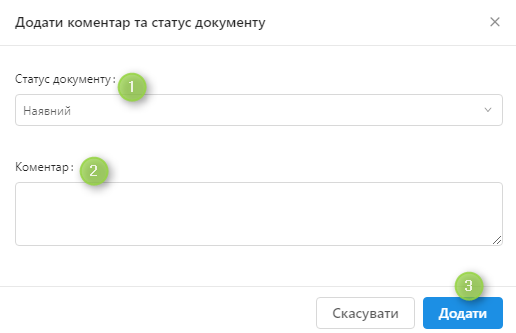 Додати коментар та статус документу
Статус документу:
1
Наявний
Коментар:
2
3
Скасувати
Додати